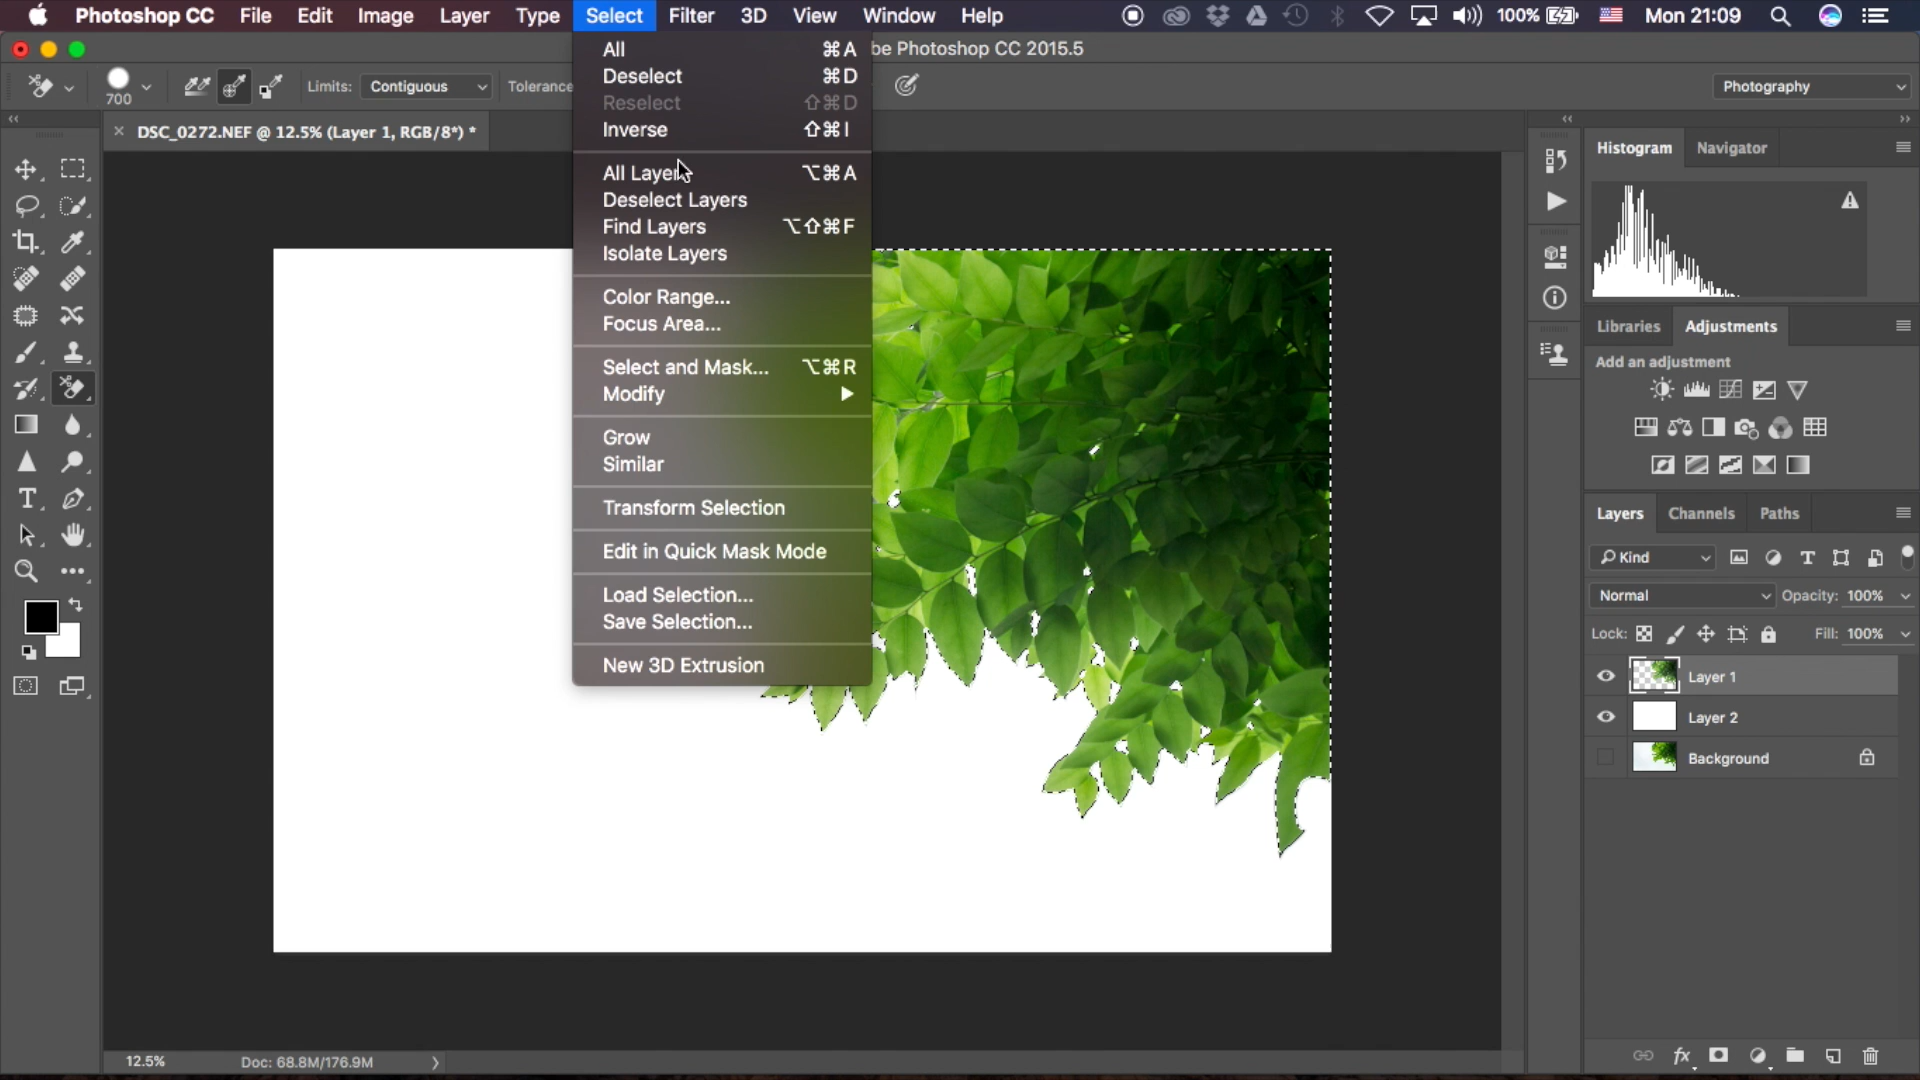 Photoshop CC File Edit Image Layer Type Select Filter 3D View Window Help 100% Mon 21:09
be Photoshop CC 2015.5
700 Limits: Contiguous Tolerance Photography
× DSC_0272.NEF @ 12.5% (Layer 1, RGB/8*) *
All ⌘A
Deselect ⌘D
Reselect ⇧⌘D
Inverse ⇧⌘I
All Layers ⌥⌘A
Deselect Layers
Find Layers ⌥⇧⌘F
Isolate Layers
Color Range...
Focus Area...
Select and Mask... ⌥⌘R
Modify ▶
Grow
Similar
Transform Selection
Edit in Quick Mask Mode
Load Selection...
Save Selection...
New 3D Extrusion
Histogram Navigator
Libraries Adjustments
Add an adjustment
Layers Channels Paths
Kind
Normal Opacity: 100%
Lock: Fill: 100%
Layer 1
Layer 2
Background
12.5% Doc: 68.8M/176.9M